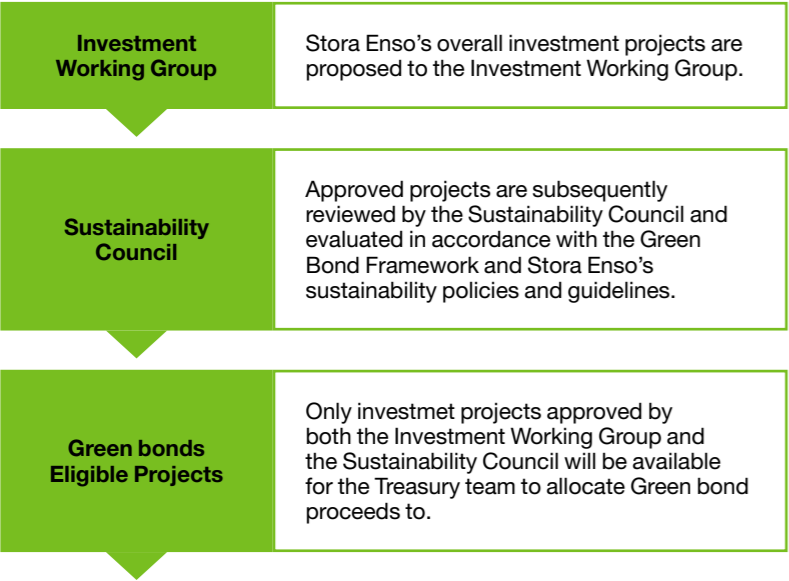 Investment
Working Group
Stora Enso's overall investment projects are
proposed to the Investment Working Group.
Sustainability
Council
Approved projects are subsequently
reviewed by the Sustainability Council and
evaluated in accordance with the Green
Bond Framework and Stora Enso's
sustainability policies and guidelines.
Green bonds
Eligible Projects
Only investmet projects approved by
both the Investment Working Group and
the Sustainability Council will be available
for the Treasury team to allocate Green bond
proceeds to.